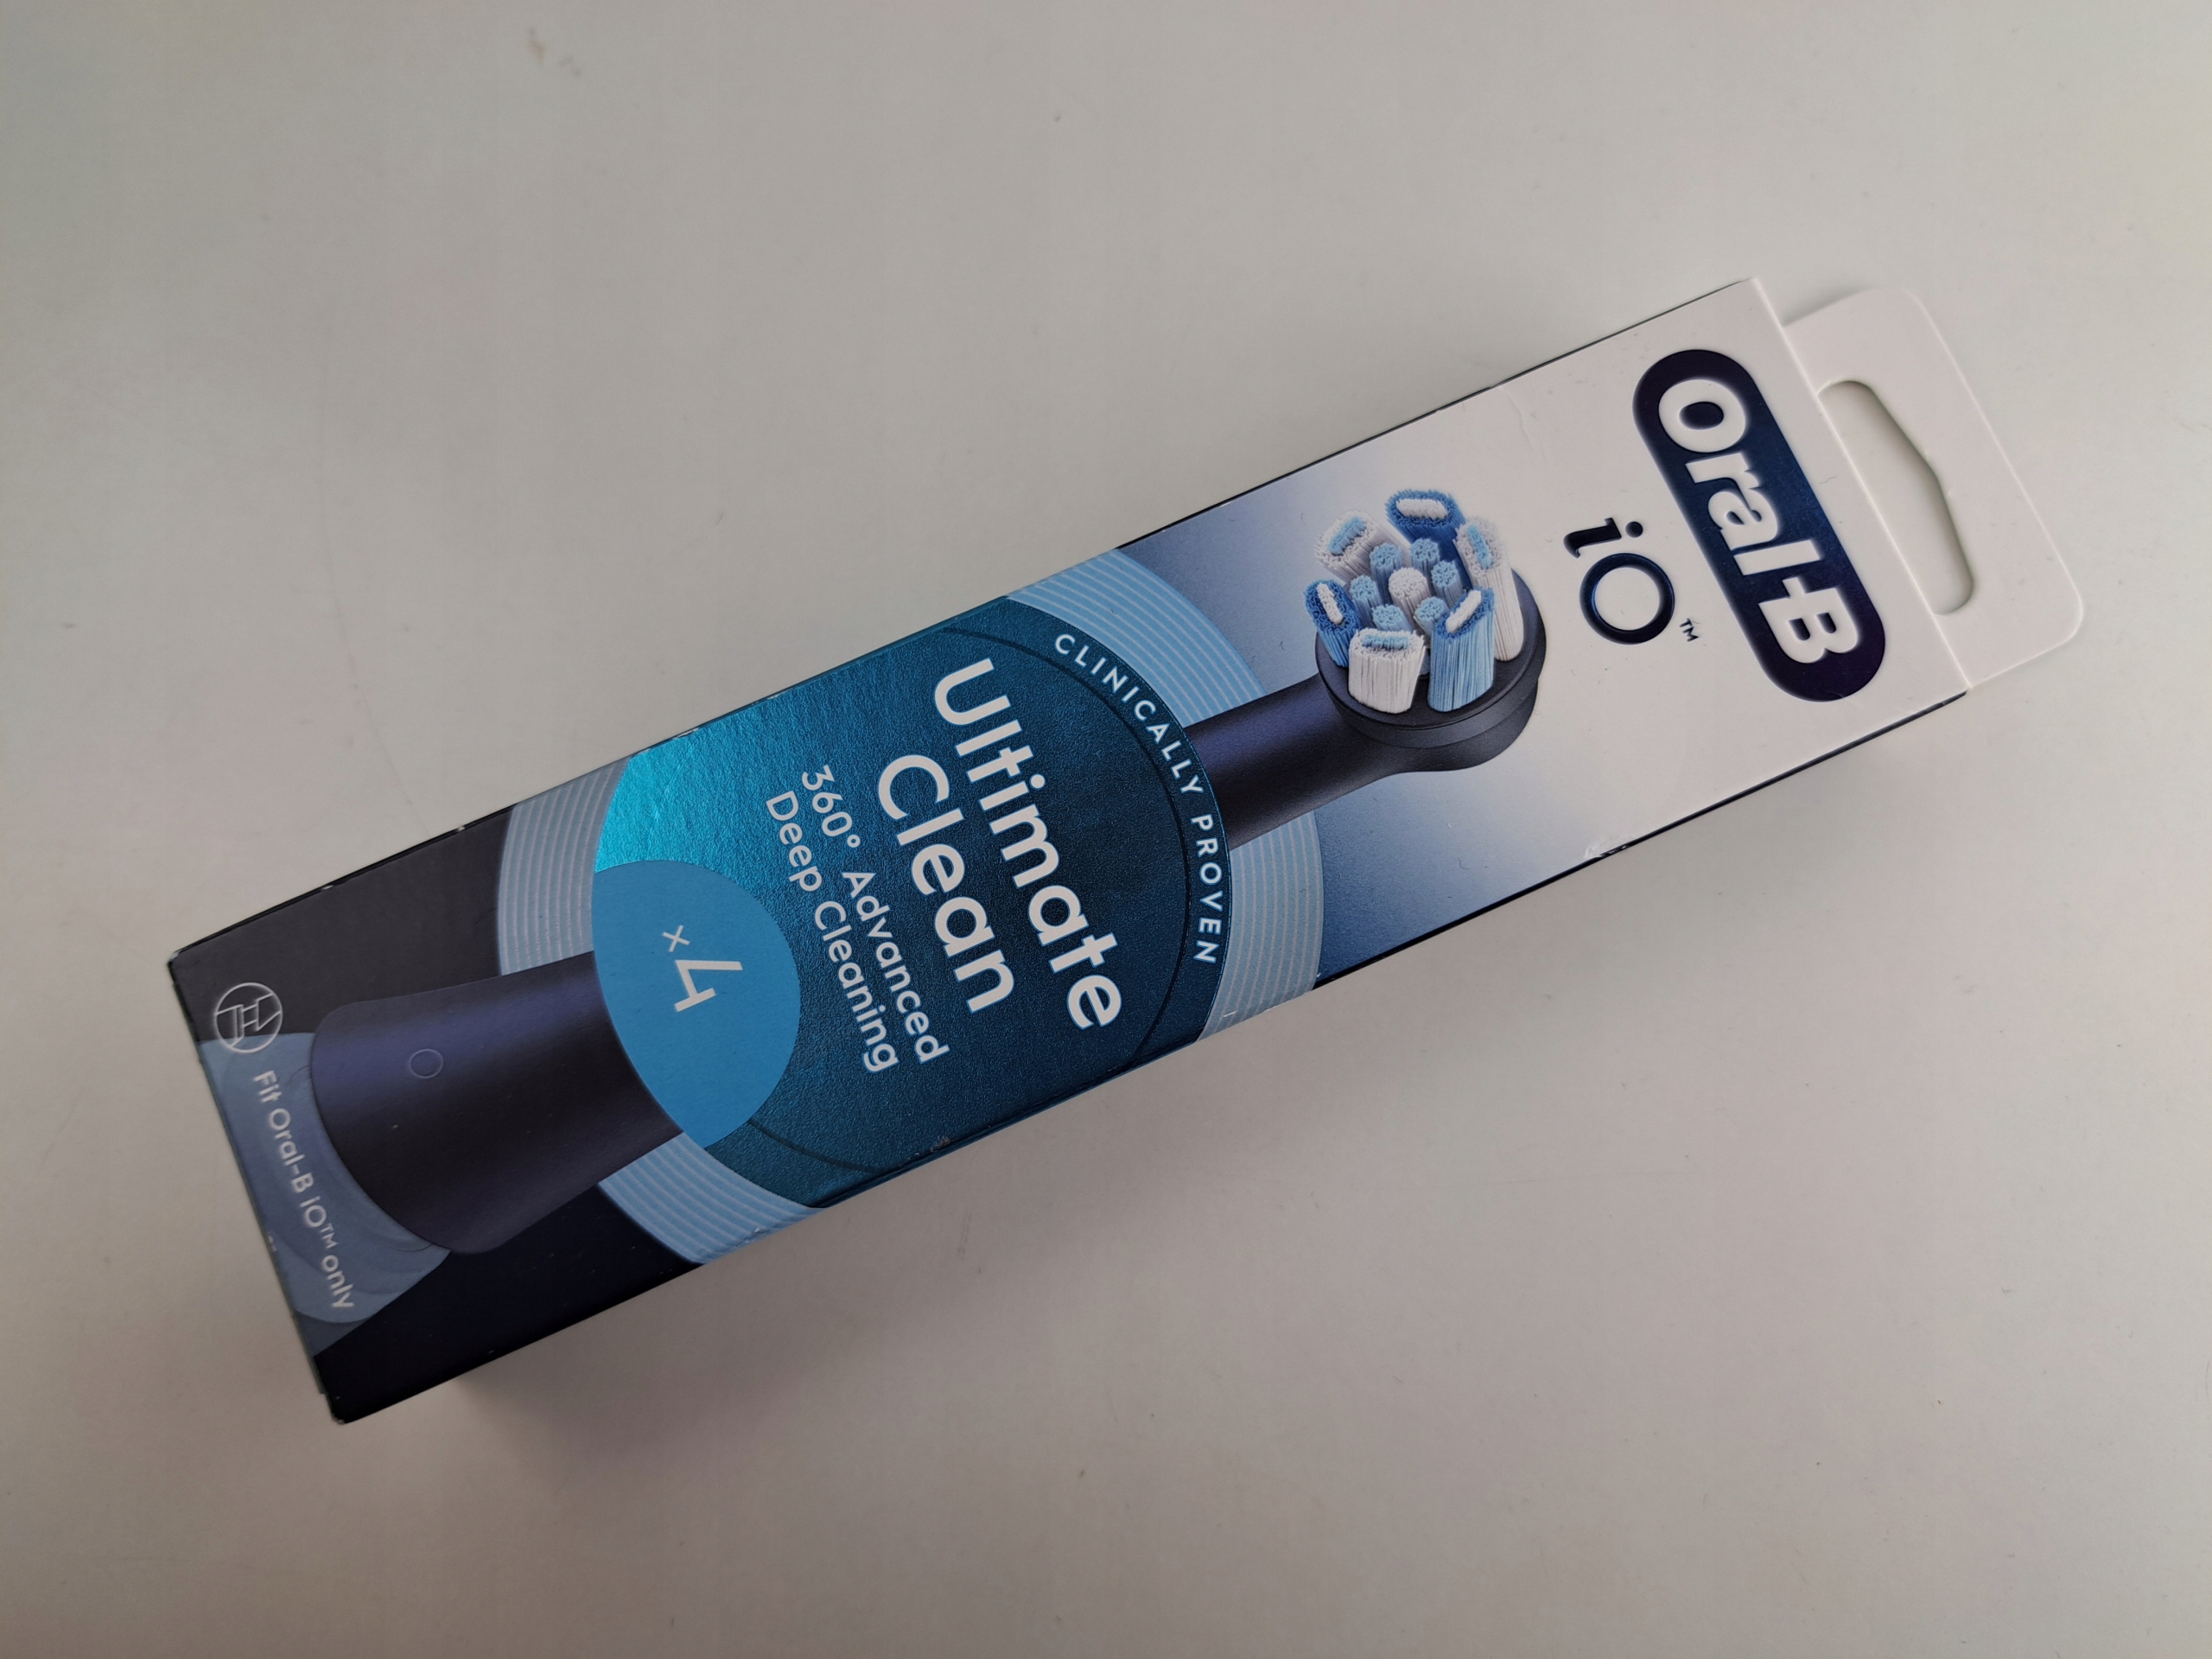 Oral-B
iO™
CLINICALLY PROVEN
Ultimate
Clean
360° Advanced
Deep Cleaning
x4
Fit Oral-B iO™ only